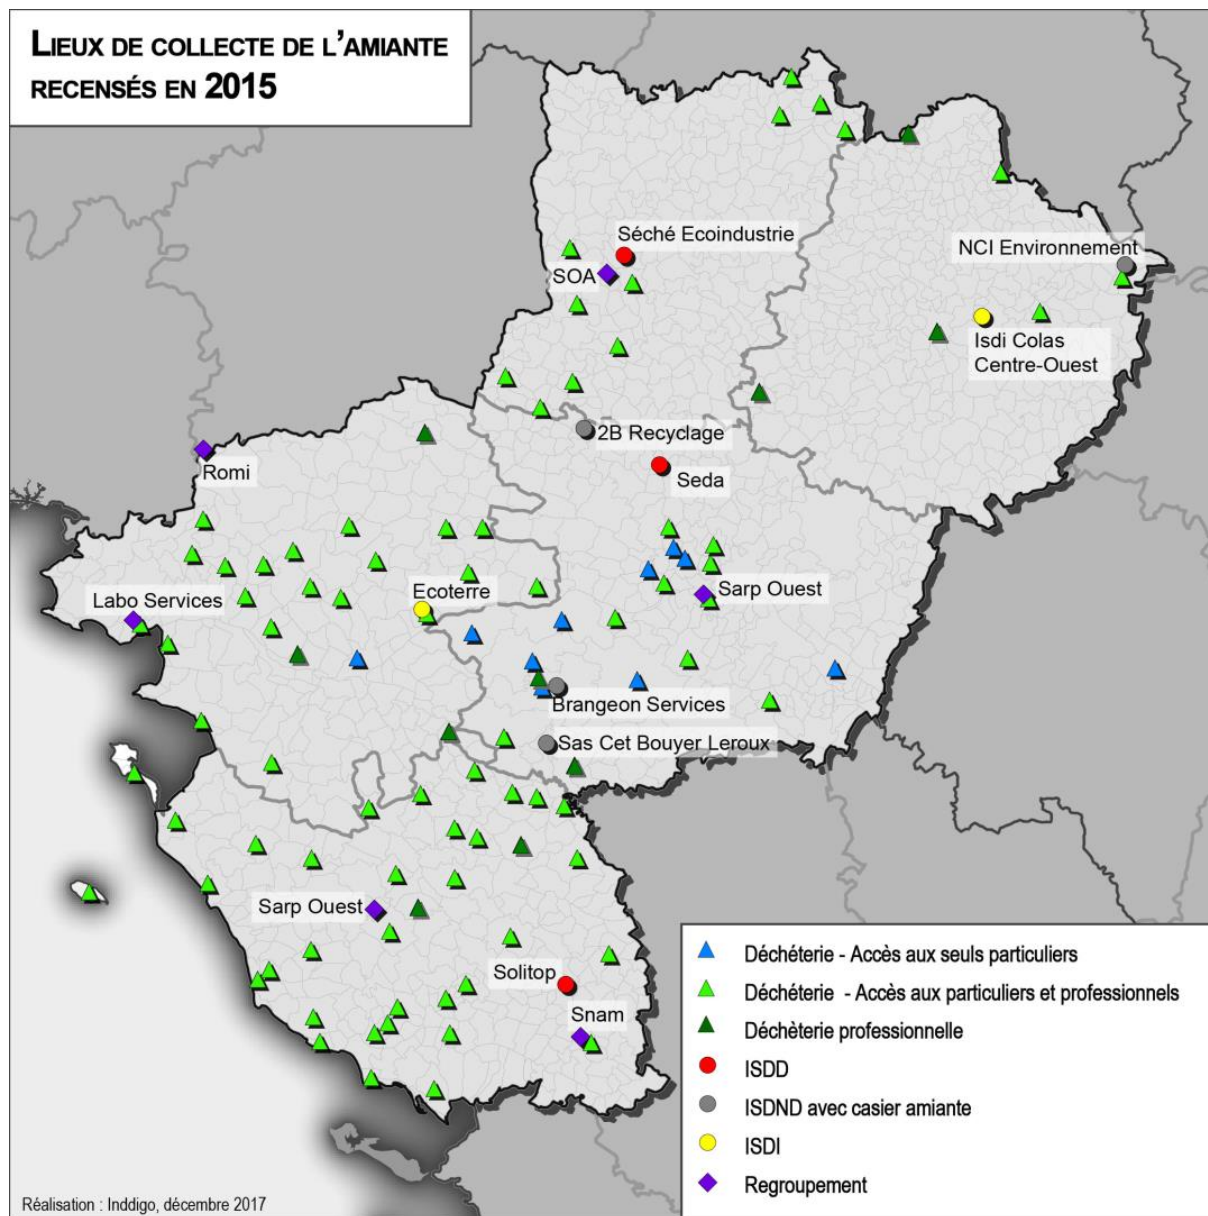 LIEUX DE COLLECTE DE L'AMIANTE
RECENSÉS EN 2015
Séché Ecoindustrie
SOA
NCI Environnement
Isdi Colas
Centre-Ouest
2B Recyclage
Romi
Seda
Ecoterre
Sarp Ouest
Labo Services
Brangeon Services
Sas Cet Bouyer Leroux
Sarp Ouest
Solitop
Snam
Déchéterie - Accès aux seuls particuliers
Déchéterie - Accès aux particuliers et professionnels
Déchèterie professionnelle
ISDD
ISDND avec casier amiante
ISDI
Regroupement
Réalisation : Inddigo, décembre 2017